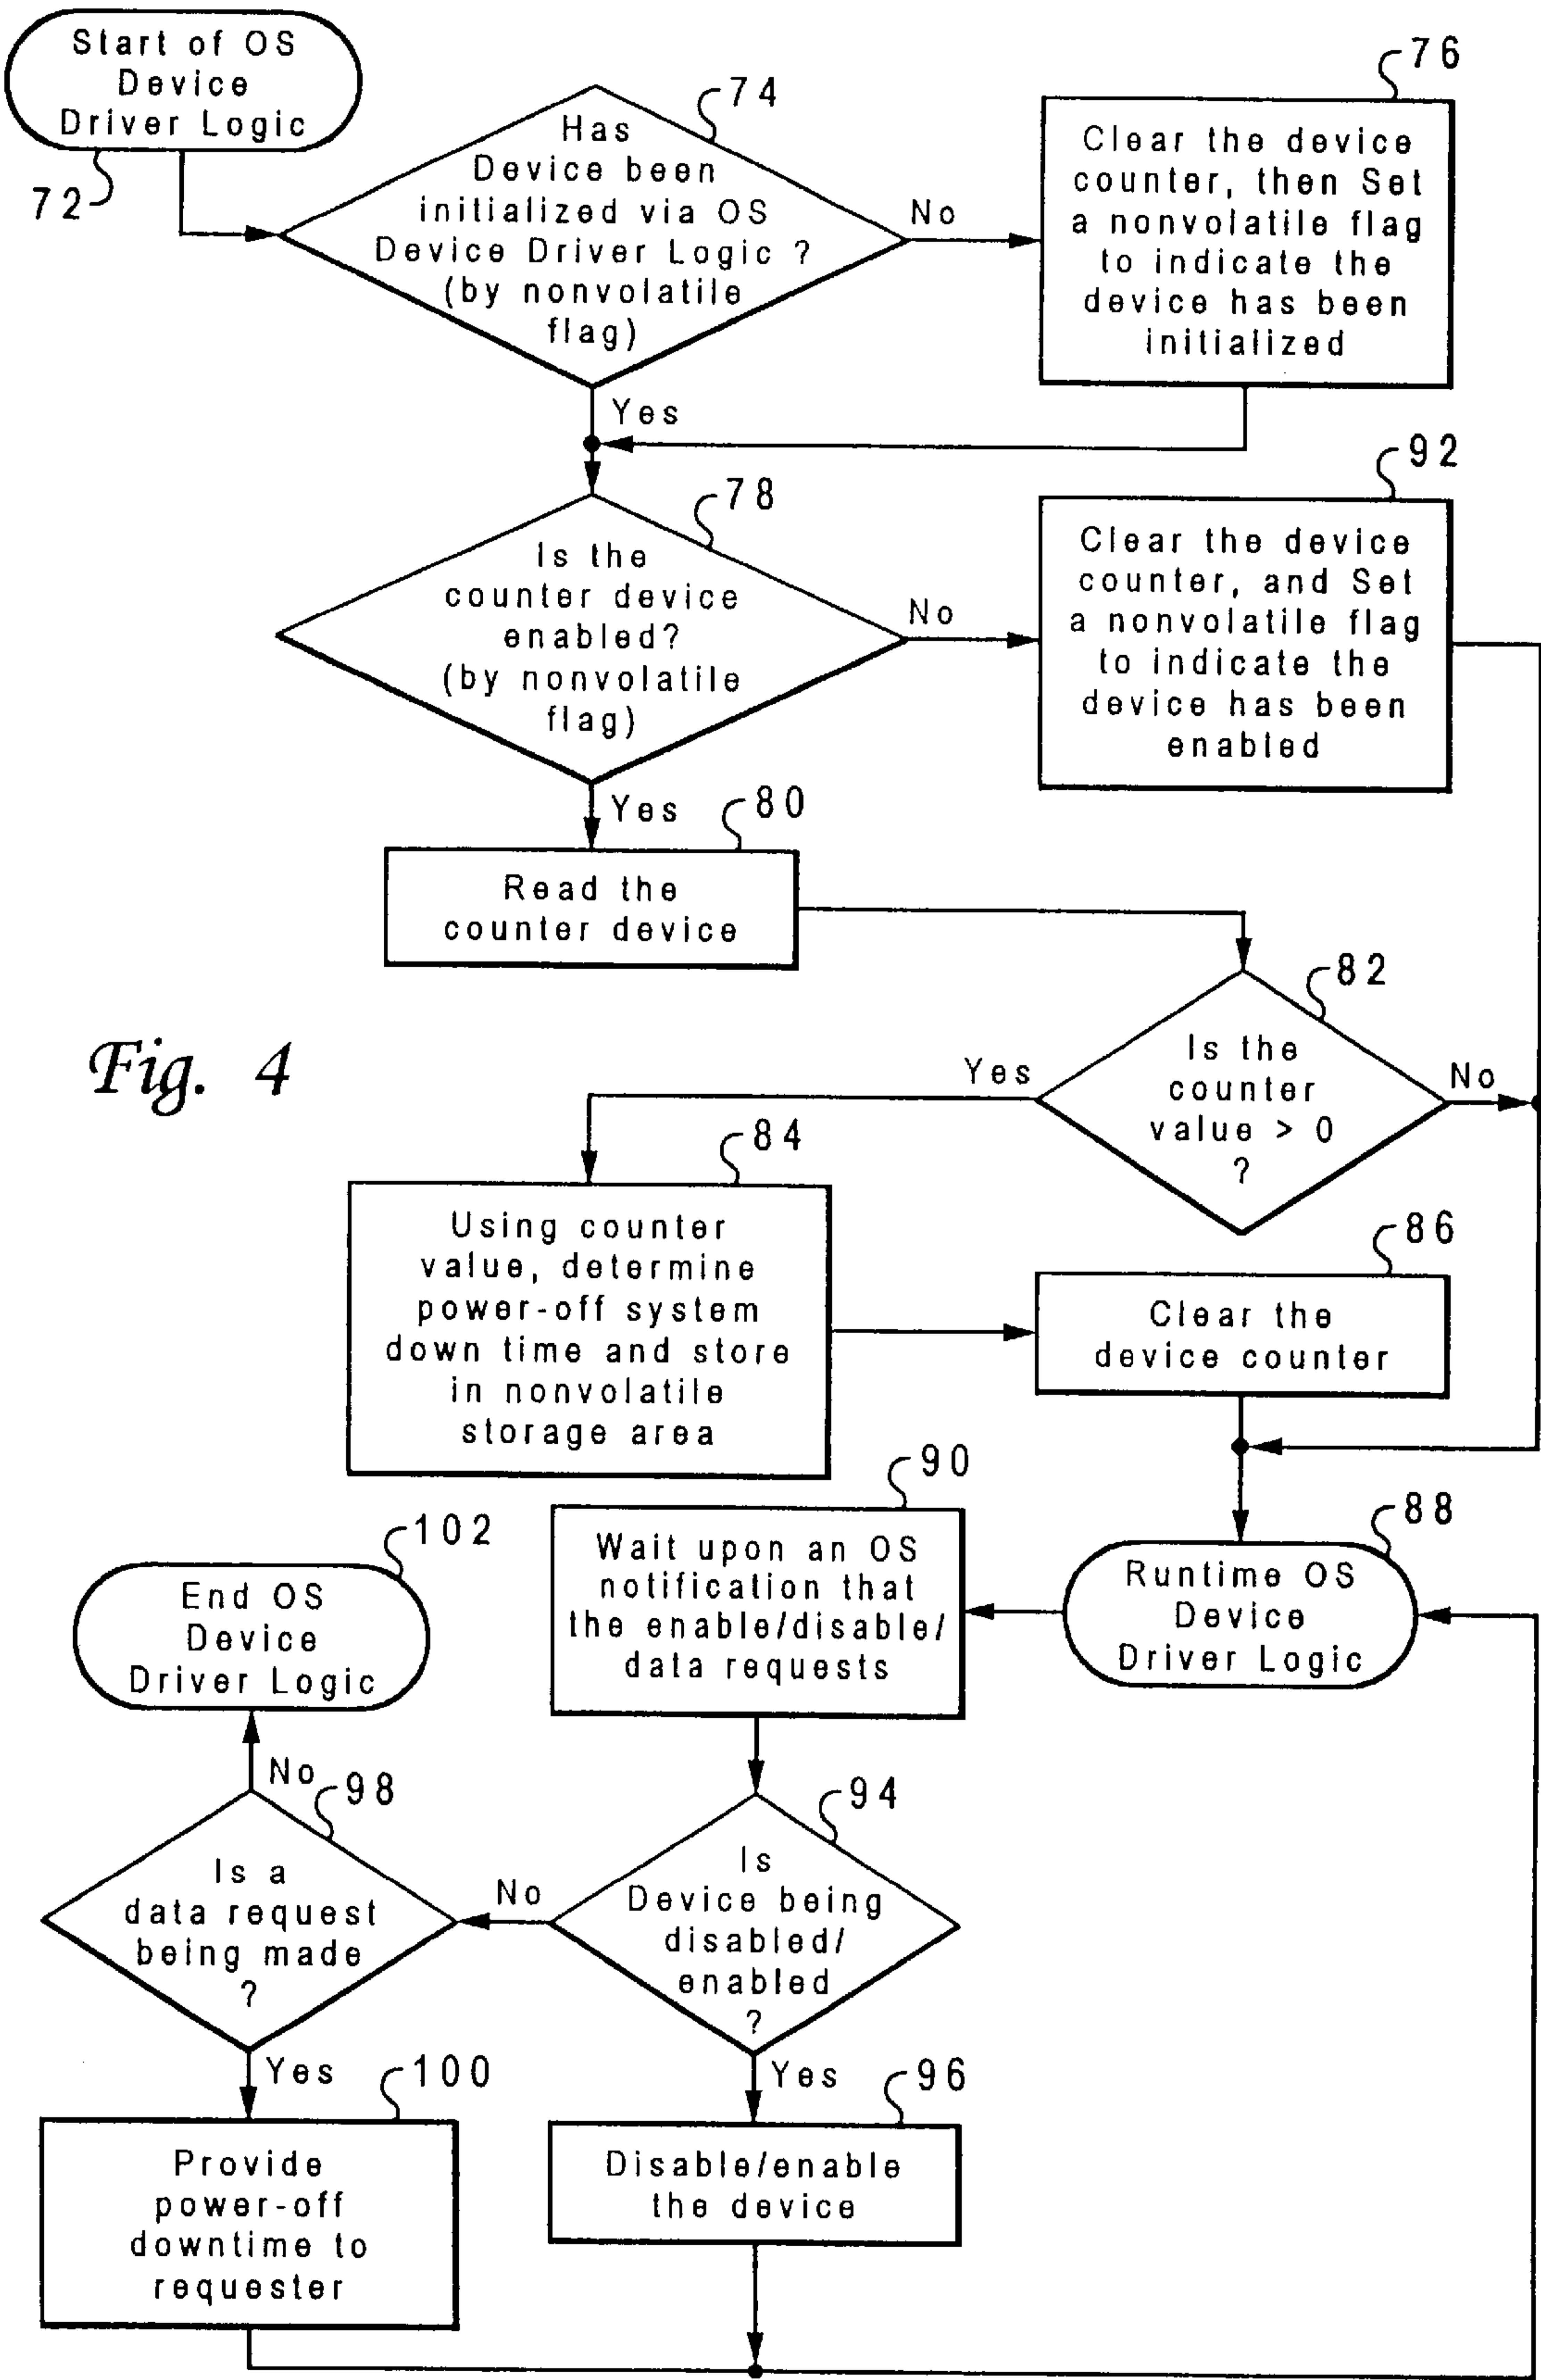 Start of OS
Device
Driver Logic
72
74
Has
Device been
initialized via OS
Device Driver Logic ?
(by nonvolatile
flag)
No
Yes
76
Clear the device
counter, then Set
a nonvolatile flag
to indicate the
device has been
initialized
78
Is the
counter device
enabled?
(by nonvolatile
flag)
No
Yes
92
Clear the device
counter, and Set
a nonvolatile flag
to indicate the
device has been
enabled
80
Read the
counter device
82
Is the
counter
value > 0
?
Yes
No
Fig. 4
84
Using counter
value, determine
power-off system
down time and store
in nonvolatile
storage area
86
Clear the
device counter
88
Runtime OS
Device
Driver Logic
90
Wait upon an OS
notification that
the enable/disable/
data requests
102
End OS
Device
Driver Logic
No
98
Is a
data request
being made
?
No
94
Is
Device being
disabled/
enabled
?
Yes
100
Provide
power-off
downtime to
requester
Yes
96
Disable/enable
the device